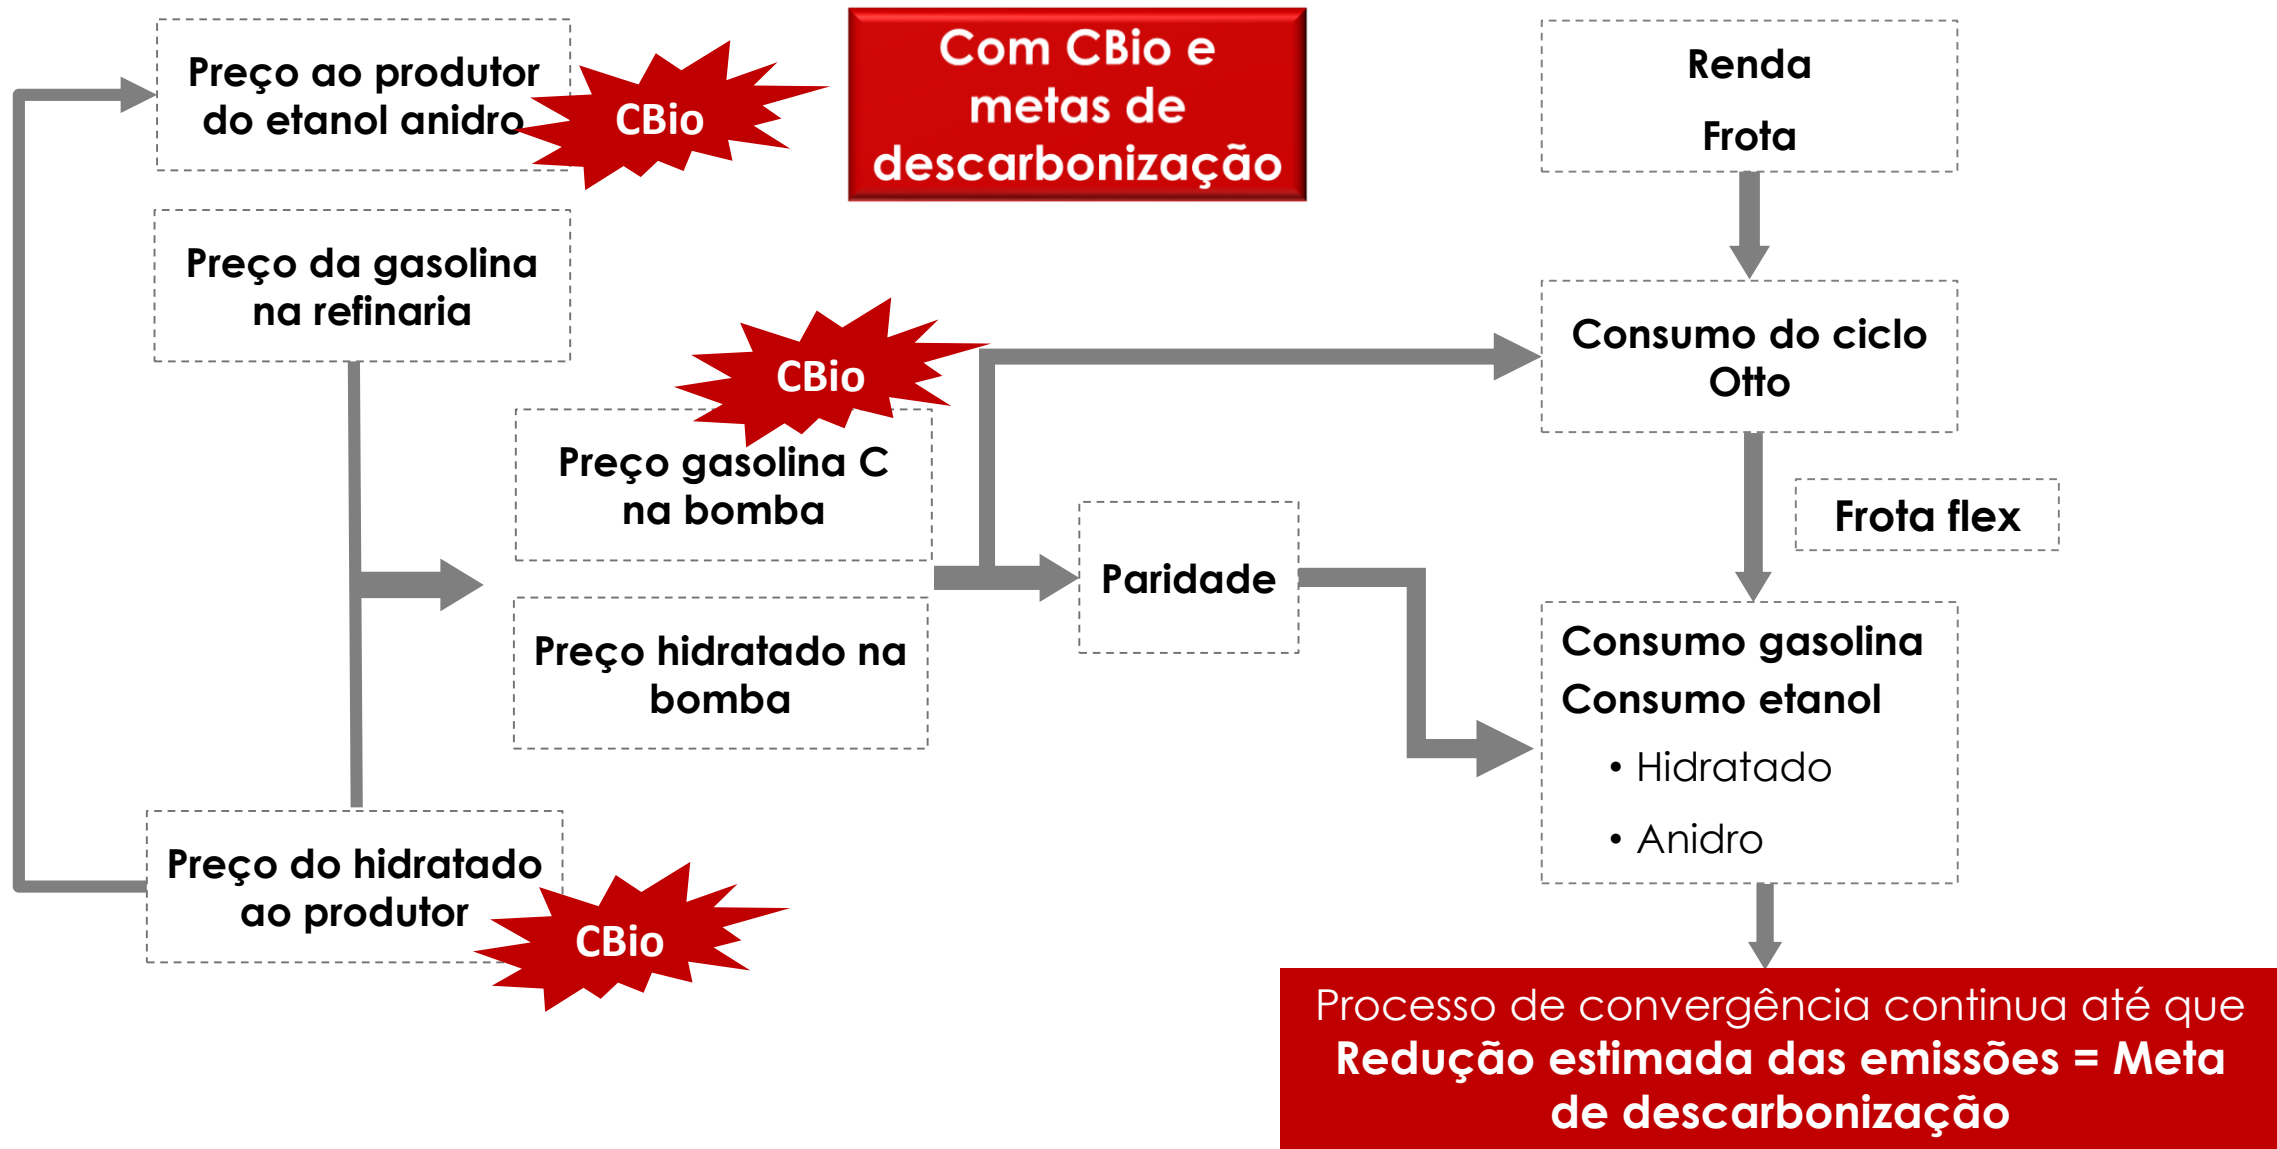 Preço ao produtor
do etanol anidro
CBio
Com CBio e
metas de
descarbonização
Renda
Frota
Preço da gasolina
na refinaria
CBio
Consumo do ciclo
Otto
Preço gasolina C
na bomba
Frota flex
Paridade
Preço hidratado na
bomba
Consumo gasolina
Consumo etanol
• Hidratado
• Anidro
Preço do hidratado
ao produtor
CBio
Processo de convergência continua até que
Redução estimada das emissões = Meta
de descarbonização